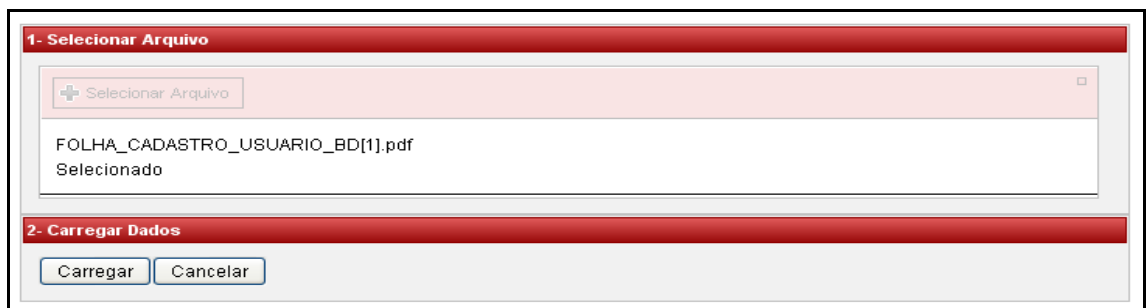 1- Selecionar Arquivo
Selecionar Arquivo
FOLHA_CADASTRO_USUARIO_BD[1].pdf
Selecionado
2- Carregar Dados
Carregar Cancelar